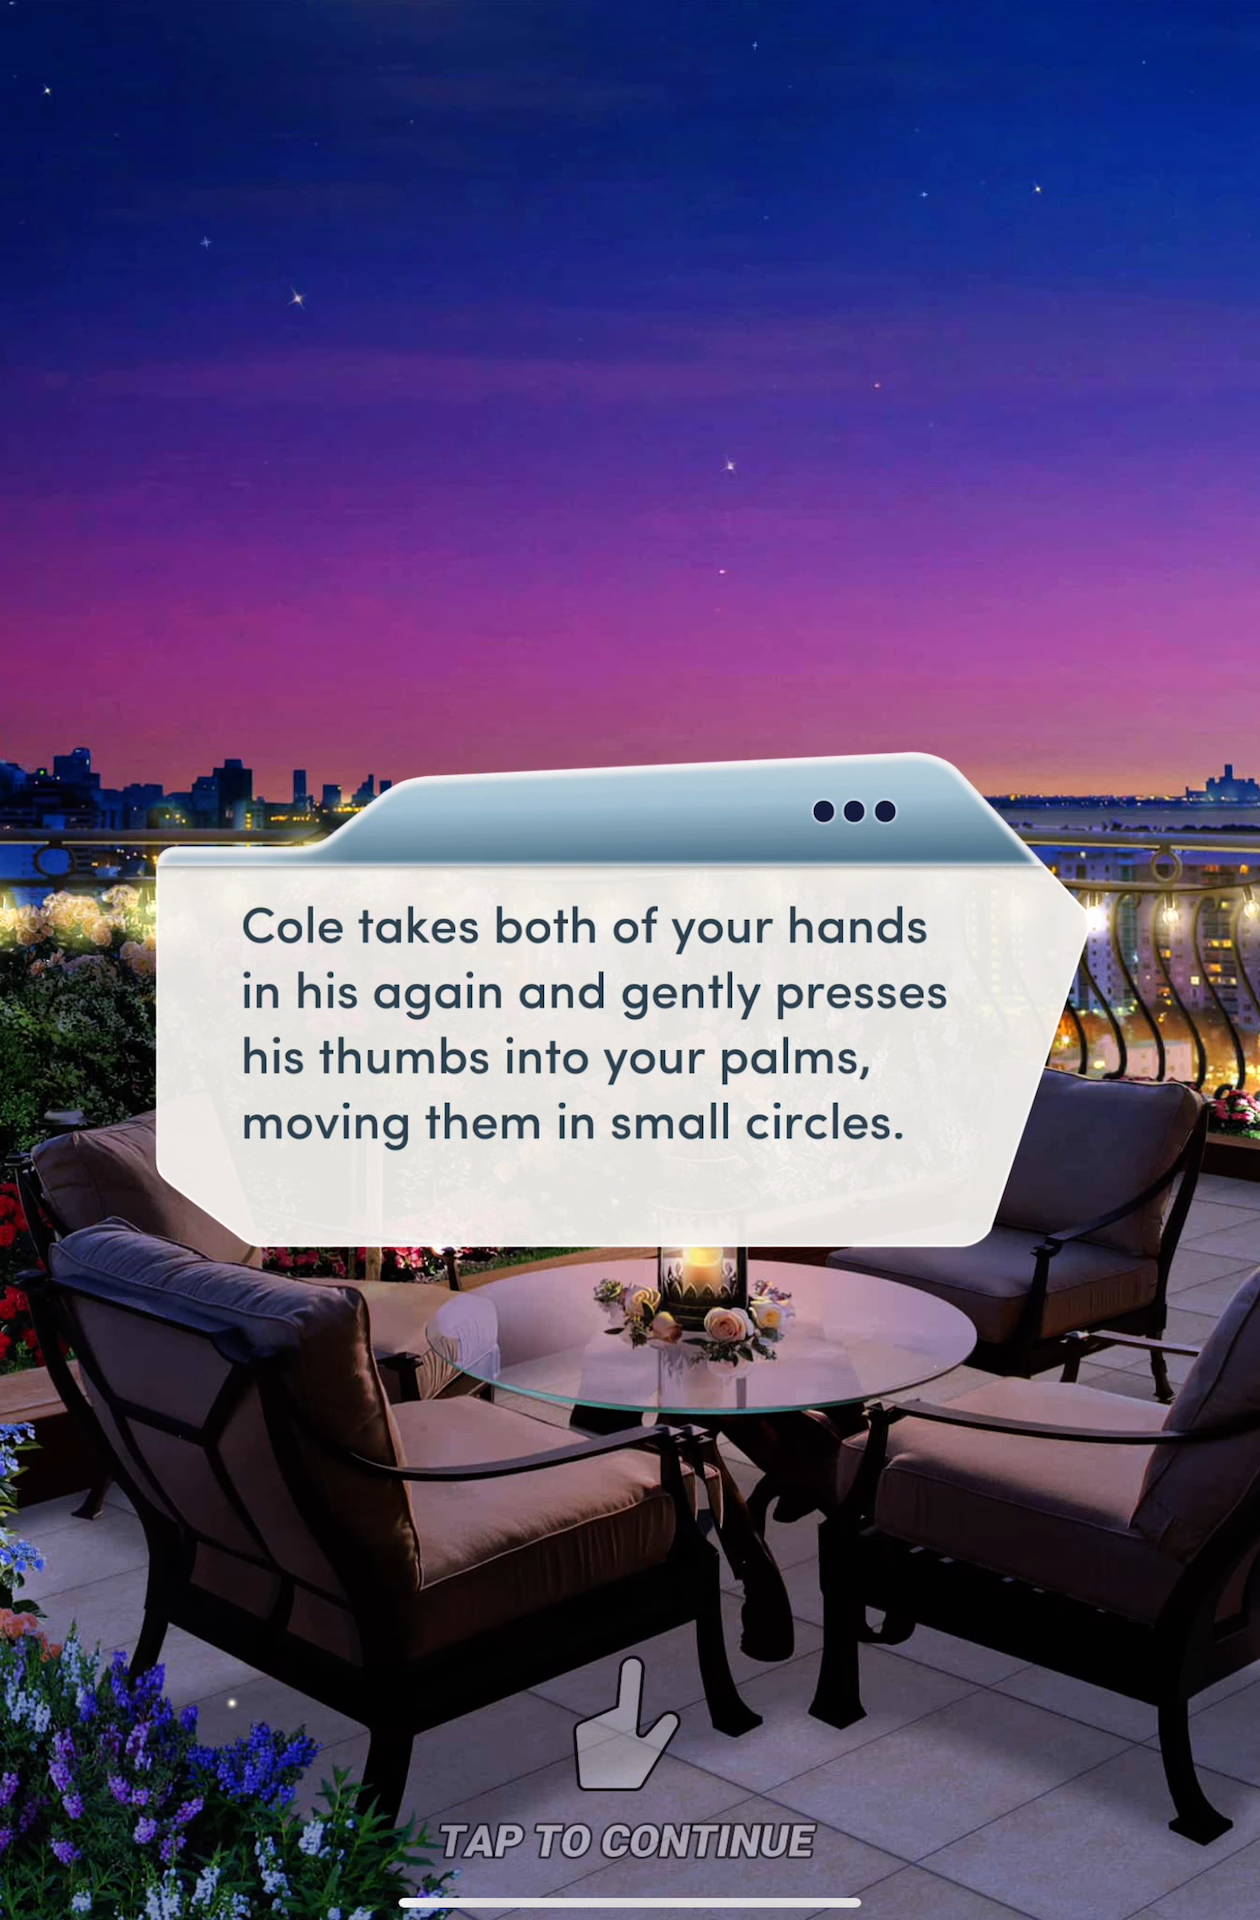 Cole takes both of your hands
in his again and gently presses
his thumbs into your palms,
moving them in small circles.
TAP TO CONTINUE